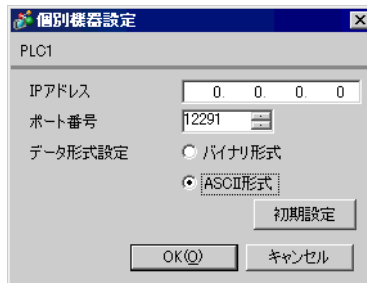 個別機器設定
PLC1
IPアドレス 0. 0. 0. 0
ポート番号 12291
データ形式設定 バイナリ形式
ASCII形式
初期設定
OK(O) キャンセル